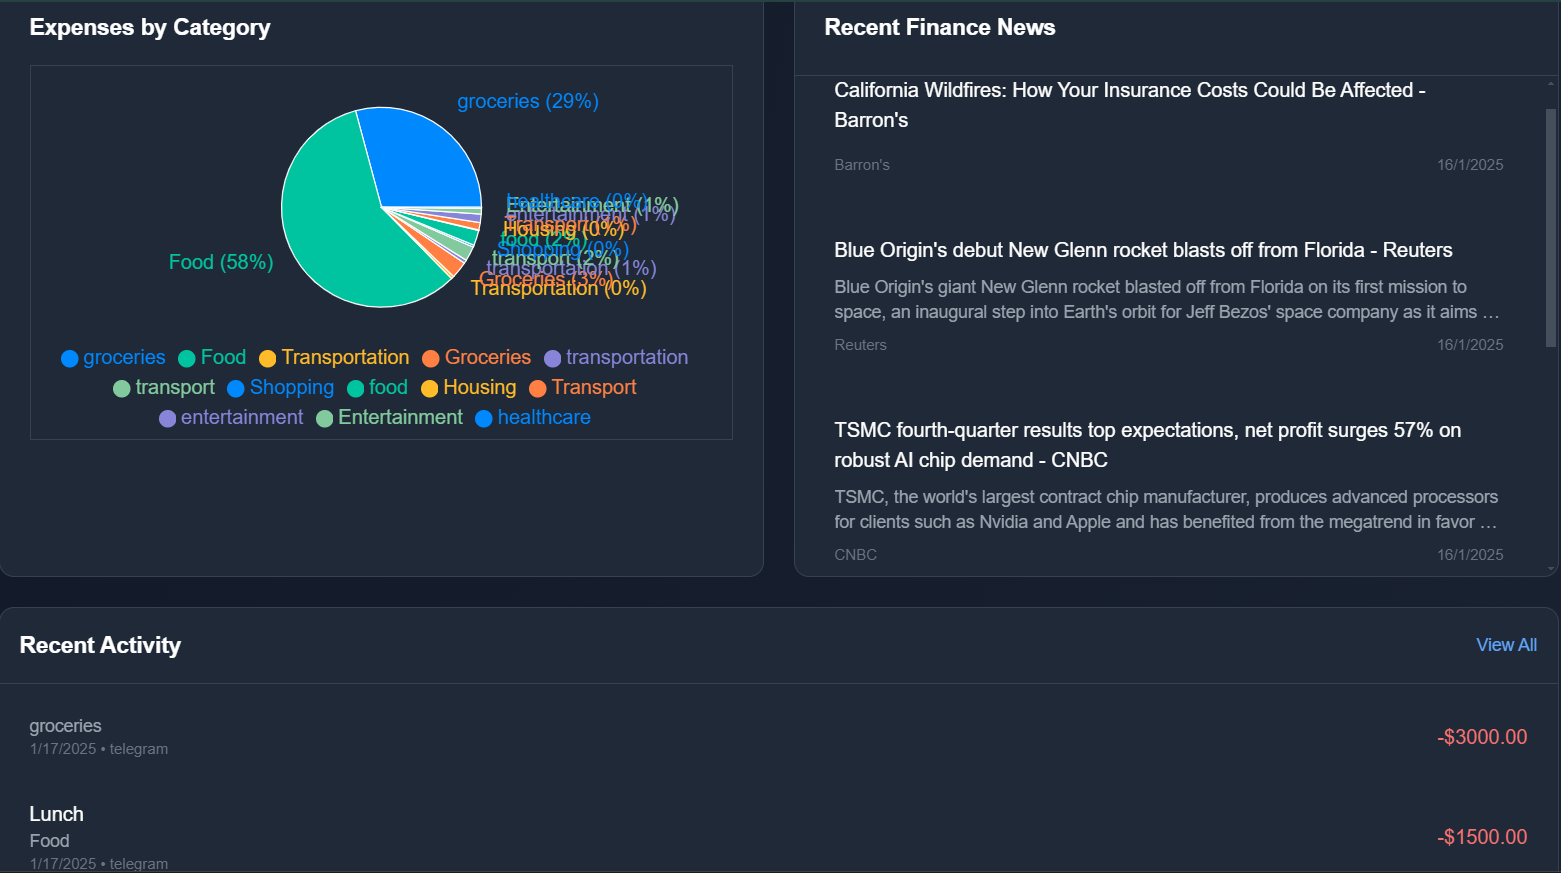 Expenses by Category
groceries (29%)
healthcare (0%)
Entertainment (1%)
entertainment (1%)
Transport
Housing (0%)
food (2%)
Shopping (0%)
transport (2%)
transportation (1%)
Groceries (3%)
Transportation (0%)
Food (58%)
groceries Food Transportation Groceries transportation
transport Shopping food Housing Transport
entertainment Entertainment healthcare
Recent Finance News
California Wildfires: How Your Insurance Costs Could Be Affected -
Barron's
Barron's 16/1/2025
Blue Origin's debut New Glenn rocket blasts off from Florida - Reuters
Blue Origin's giant New Glenn rocket blasted off from Florida on its first mission to
space, an inaugural step into Earth's orbit for Jeff Bezos' space company as it aims …
Reuters 16/1/2025
TSMC fourth-quarter results top expectations, net profit surges 57% on
robust AI chip demand - CNBC
TSMC, the world's largest contract chip manufacturer, produces advanced processors
for clients such as Nvidia and Apple and has benefited from the megatrend in favor …
CNBC 16/1/2025
Recent Activity View All
groceries
1/17/2025 • telegram
-$3000.00
Lunch
Food
1/17/2025 • telegram
-$1500.00